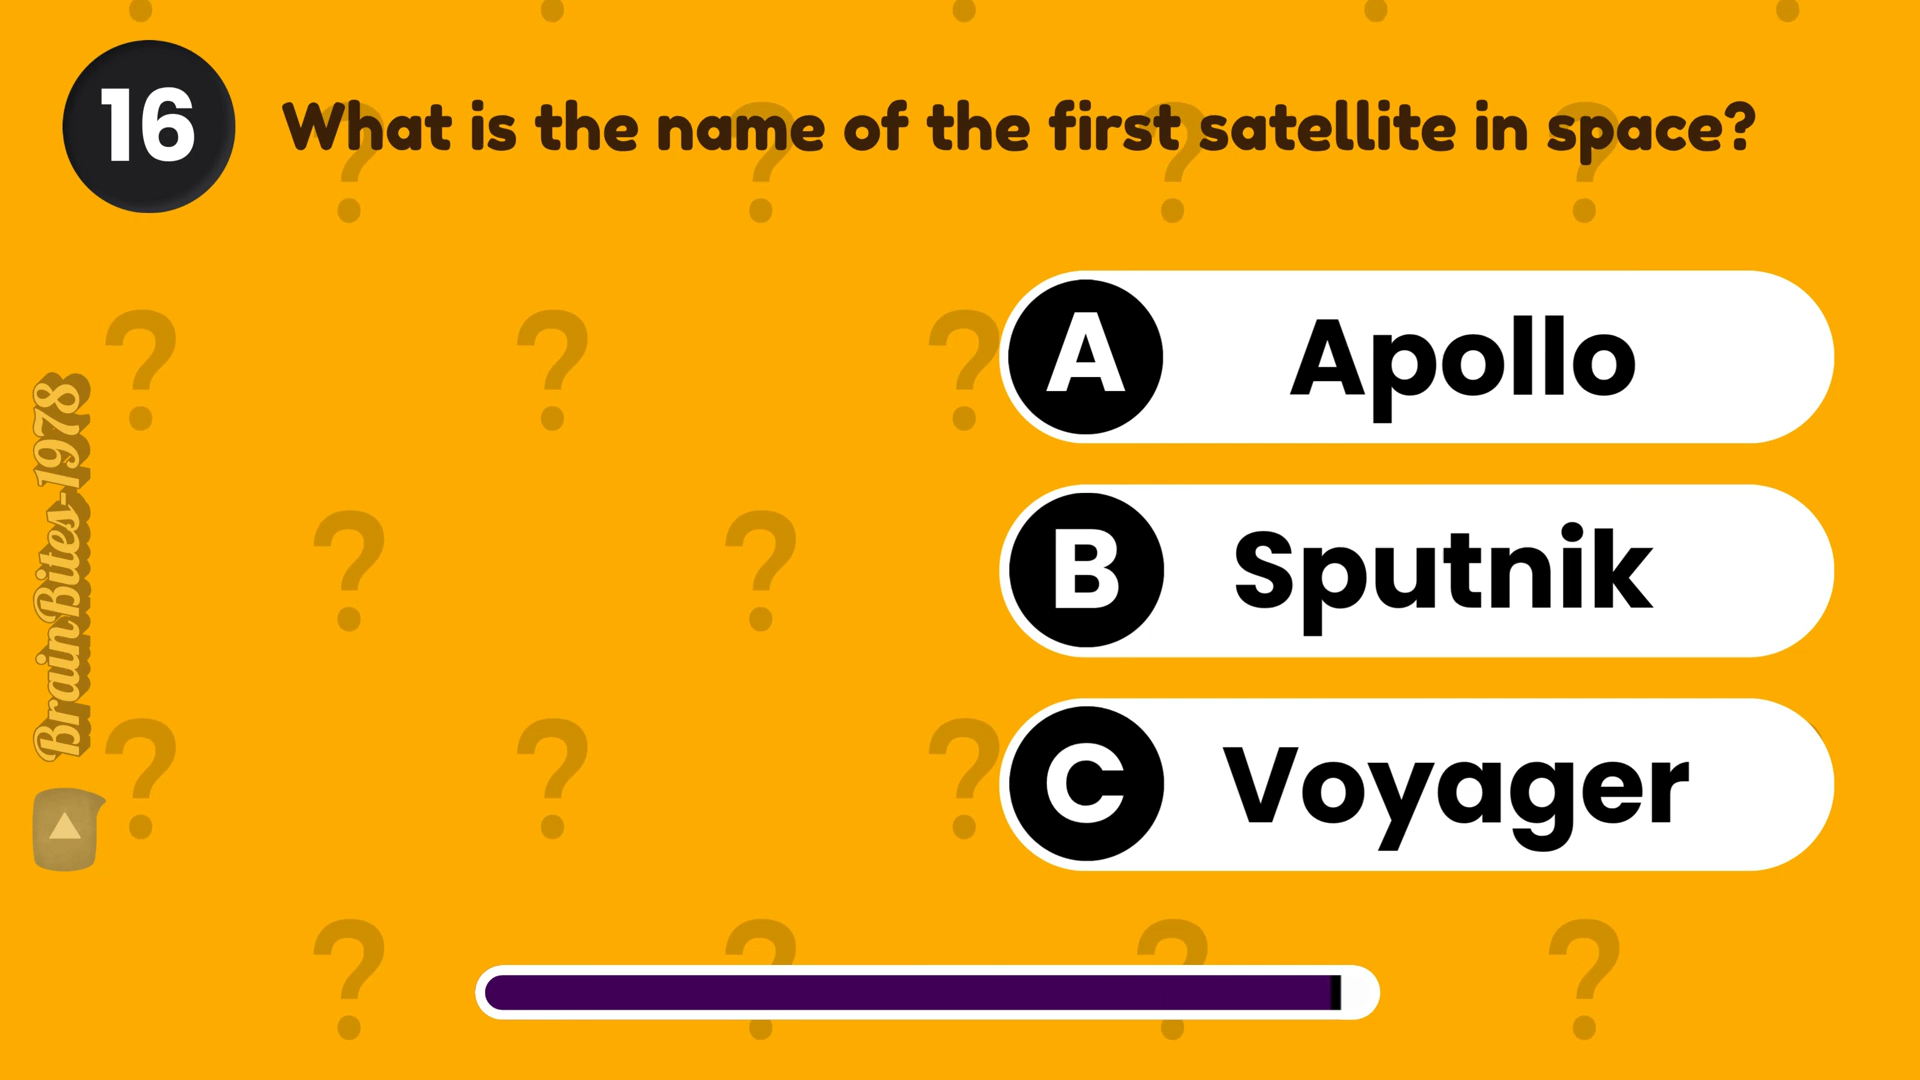 16
What is the name of the first satellite in space?
A Apollo
B Sputnik
C Voyager
BrainBites-1978